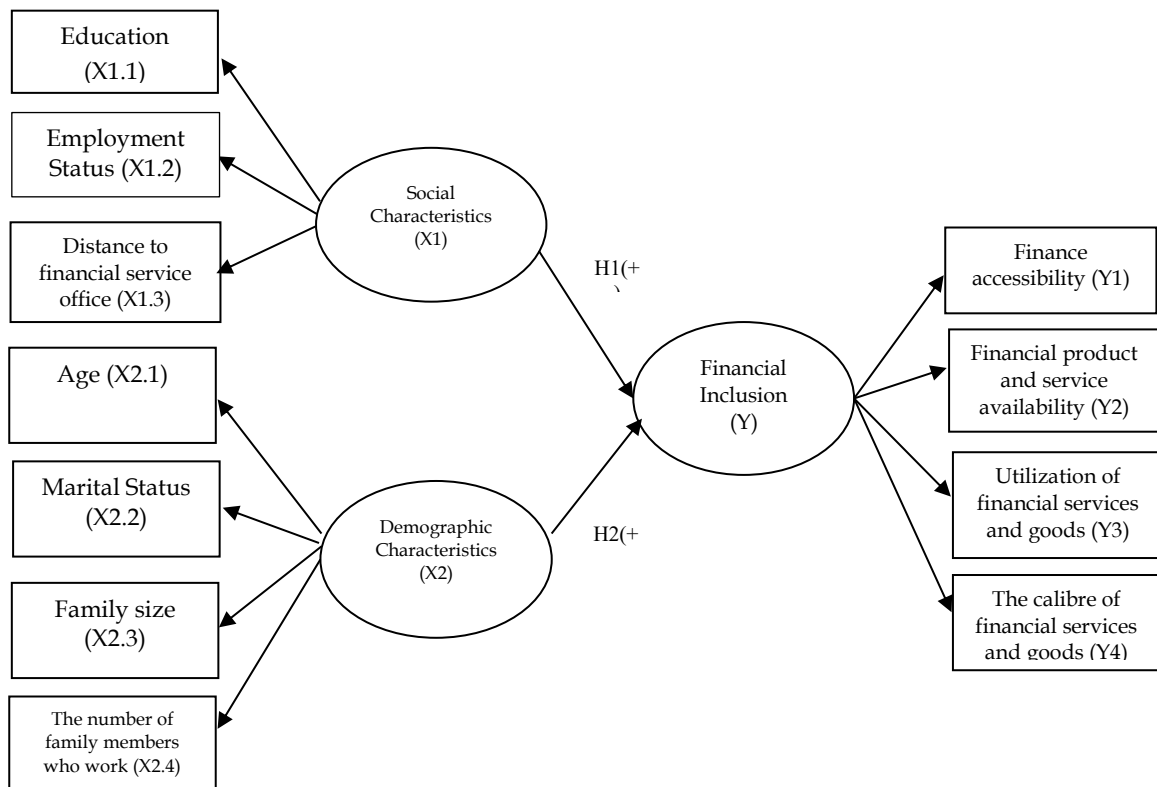 Education
(X1.1)
Employment
Status (X1.2)
Distance to
financial service
office (X1.3)
Age (X2.1)
Marital Status
(X2.2)
Family size
(X2.3)
The number of
family members
who work (X2.4)
Social
Characteristics
(X1)
Demographic
Characteristics
(X2)
H1(+
)
H2(+
Financial
Inclusion
(Y)
Finance
accessibility (Y1)
Financial product
and service
availability (Y2)
Utilization of
financial services
and goods (Y3)
The calibre of
financial services
and goods (Y4)